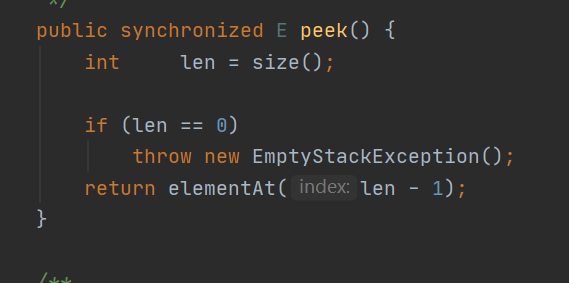 */
public synchronized E peek() {
    int     len = size();

    if (len == 0)
        throw new EmptyStackException();
    return elementAt( index: len - 1);
}

/**